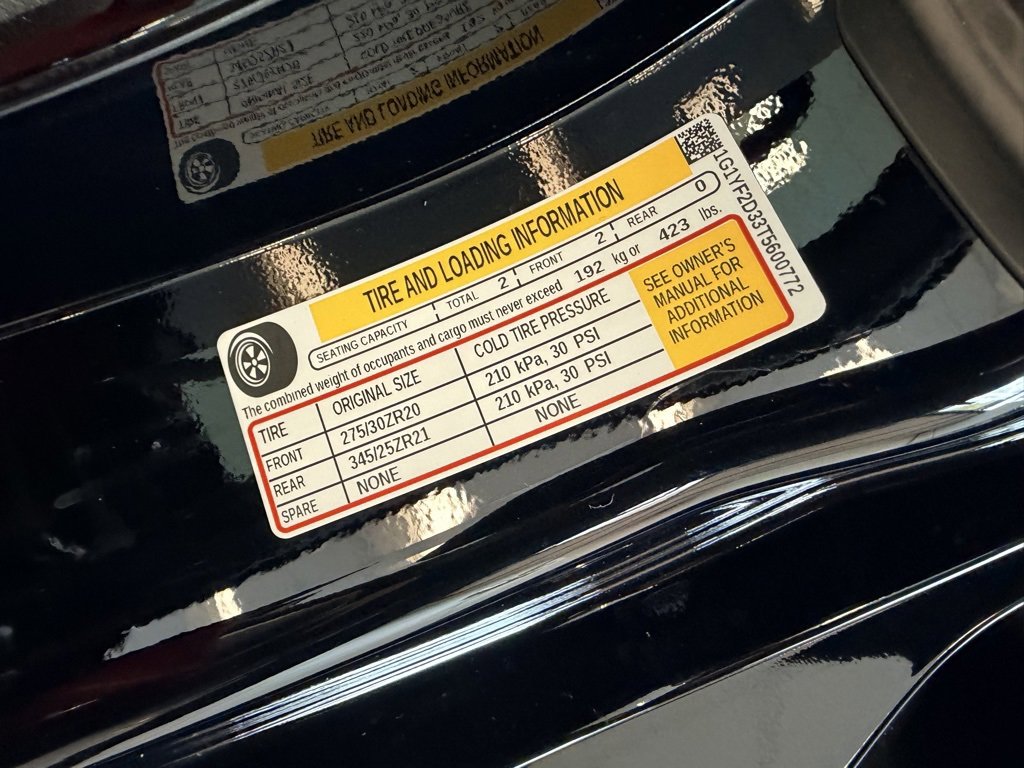 TIRE AND LOADING INFORMATION
SEATING CAPACITY TOTAL 2 FRONT 2 REAR 0
The combined weight of occupants and cargo must never exceed 192 kg or 423 lbs.
TIRE ORIGINAL SIZE COLD TIRE PRESSURE
FRONT 275/30ZR20 210 kPa, 30 PSI
REAR 345/25ZR21 210 kPa, 30 PSI
SPARE NONE NONE
SEE OWNER'S
MANUAL FOR
ADDITIONAL
INFORMATION
1G1YF2D33T5600772
TIRE AND LOADING INFORMATION